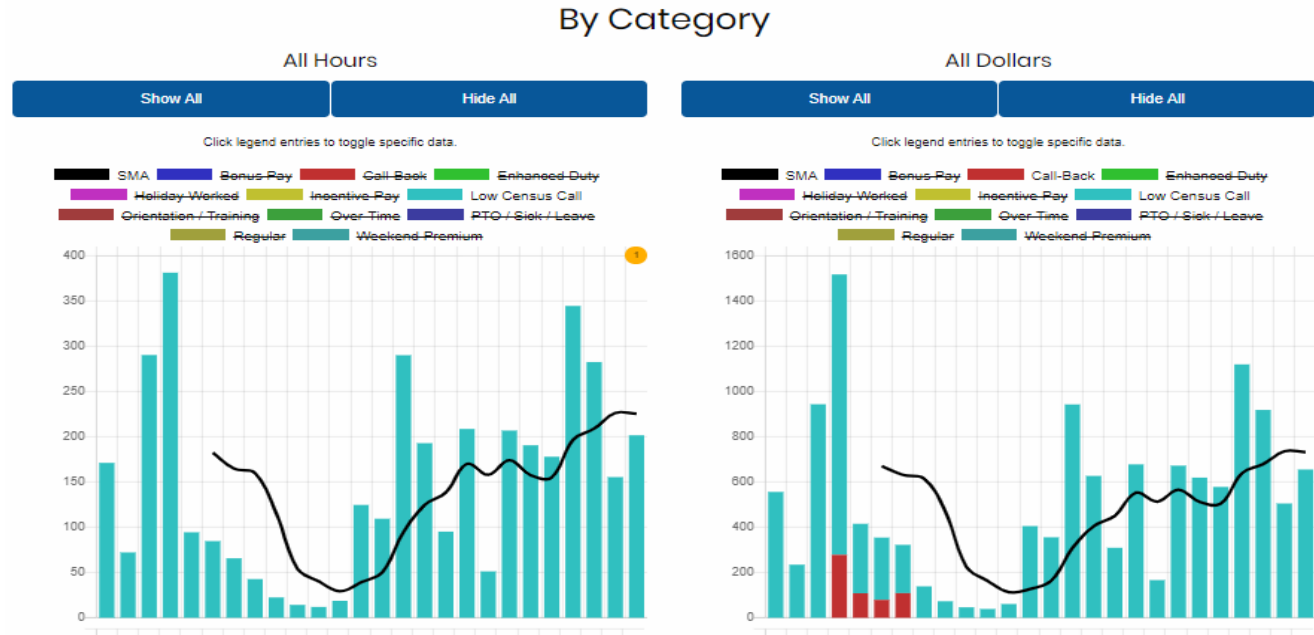 By Category
All Hours
Show All
Hide All
Click legend entries to toggle specific data.
SMA Bonus Pay Call-Back Enhanced Duty
Holiday Worked Incentive Pay Low Census Call
Orientation / Training Over Time PTO / Sick / Leave
Regular Weekend Premium
400
350
300
250
200
150
100
50
0
1
All Dollars
Show All
Hide All
Click legend entries to toggle specific data.
SMA Bonus Pay Call-Back Enhanced Duty
Holiday Worked Incentive Pay Low Census Call
Orientation / Training Over Time PTO / Sick / Leave
Regular Weekend Premium
1600
1400
1200
1000
800
600
400
200
0